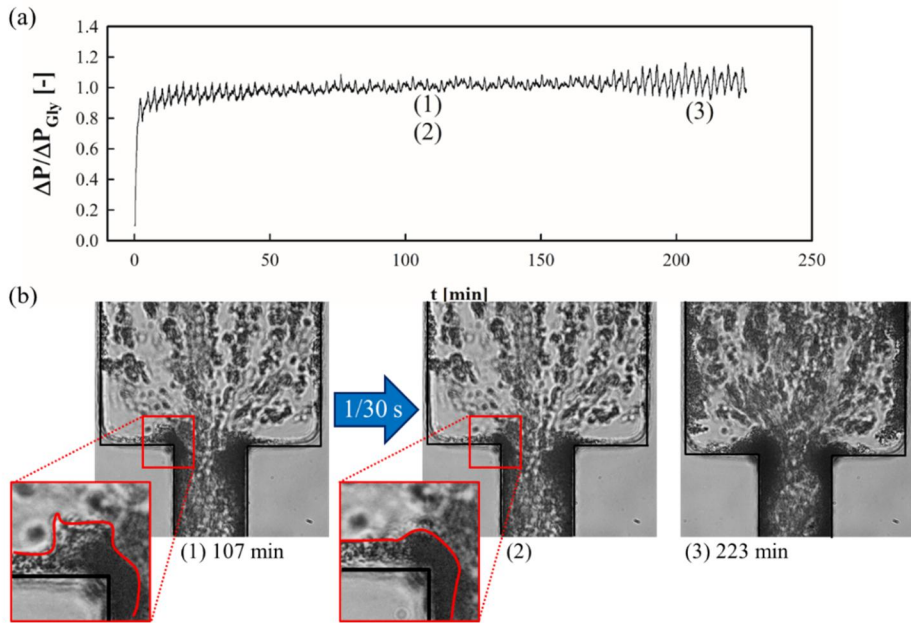 (a)
1.4
1.2
1.0
0.8
0.6
0.4
0.2
0.0
ΔP/ΔP_Gly [-]
(1)
(2)
(3)
0 50 100 150 200 250
t [min]
(b)
1/30 s
(1) 107 min
(2)
(3) 223 min